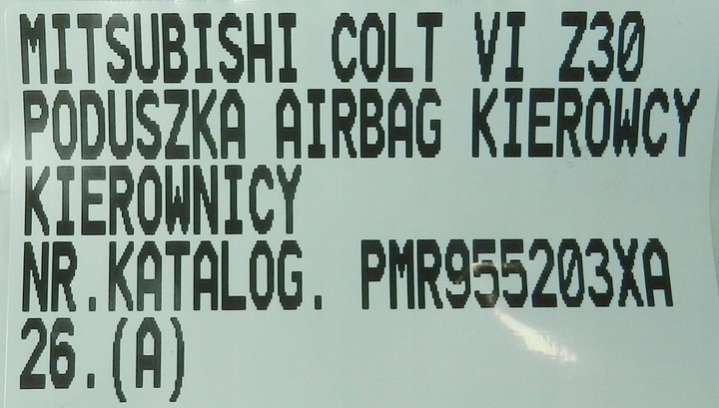 MITSUBISHI COLT VI Z30
PODUSZKA AIRBAG KIEROWCY
KIEROWNICY
NR.KATALOG. PMR955203XA
26.(A)